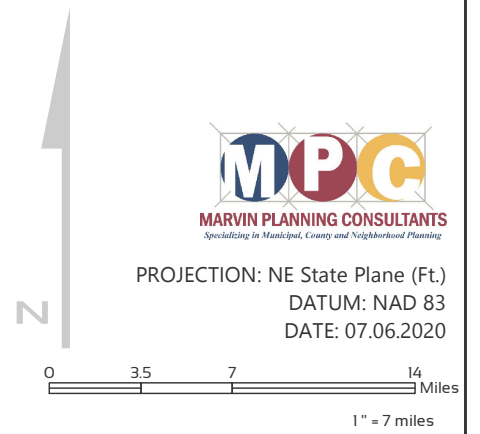 MPC
MARVIN PLANNING CONSULTANTS
Specializing in Municipal, County and Neighborhood Planning
PROJECTION: NE State Plane (Ft.)
DATUM: NAD 83
DATE: 07.06.2020
N
0 3.5 7 14
Miles
1 " = 7 miles